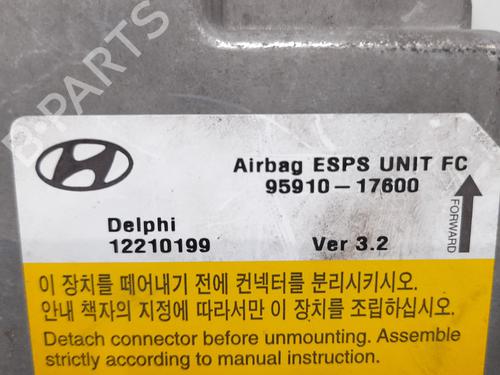 B-PARTS
Airbag ESPS UNIT FC
95910-17600
Delphi
12210199
Ver 3.2
FORWARD
이 장치를 떼어내기 전에 컨넥터를 분리시키시오.
안내 책자의 지정에 따라서만 이 장치를 조립하십시오.
Detach connector before unmounting. Assemble
strictly according to manual instruction.